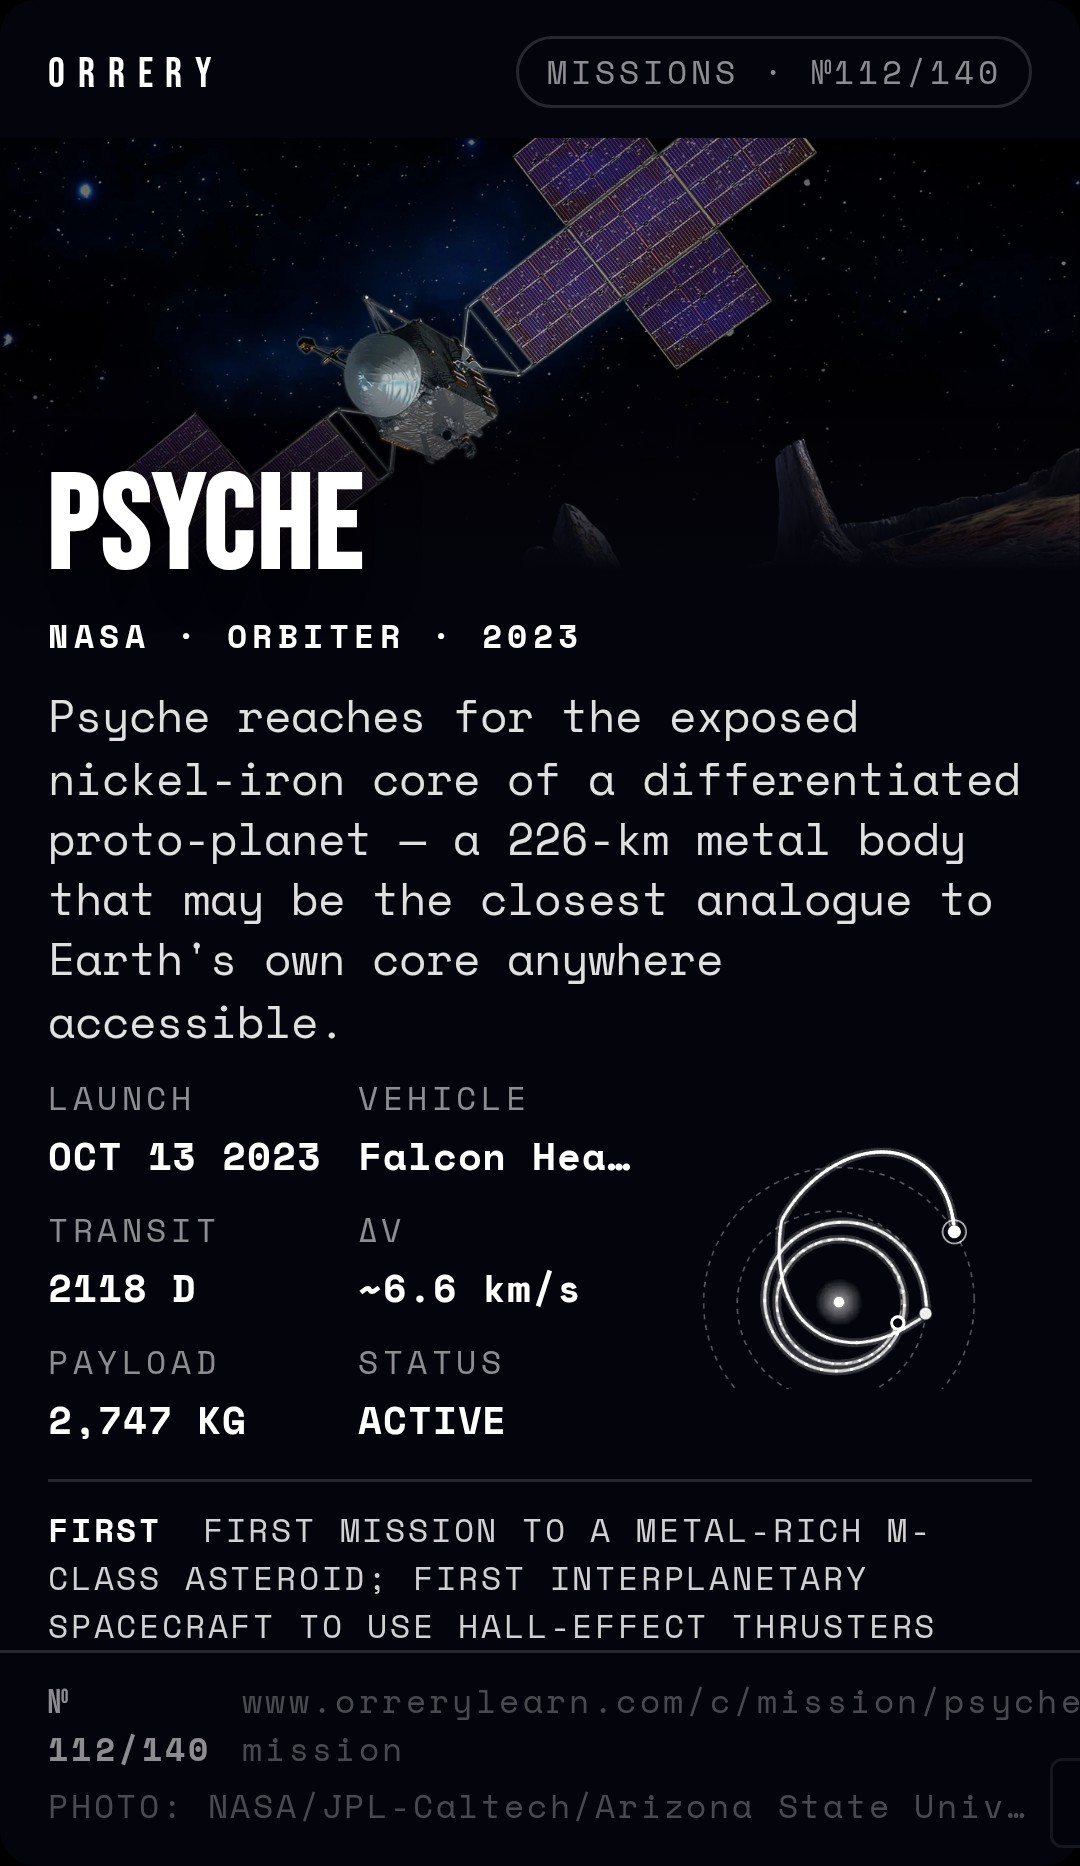 ORRERY
MISSIONS · №112/140
PSYCHE
NASA · ORBITER · 2023
Psyche reaches for the exposed
nickel-iron core of a differentiated
proto-planet — a 226-km metal body
that may be the closest analogue to
Earth's own core anywhere
accessible.
LAUNCH VEHICLE
OCT 13 2023 Falcon Hea…
TRANSIT ΔV
2118 D ~6.6 km/s
PAYLOAD STATUS
2,747 KG ACTIVE
FIRST FIRST MISSION TO A METAL-RICH M-
CLASS ASTEROID; FIRST INTERPLANETARY
SPACECRAFT TO USE HALL-EFFECT THRUSTERS
№ www.orrerylearn.com/c/mission/psyche
112/140 mission
PHOTO: NASA/JPL-Caltech/Arizona State Univ…